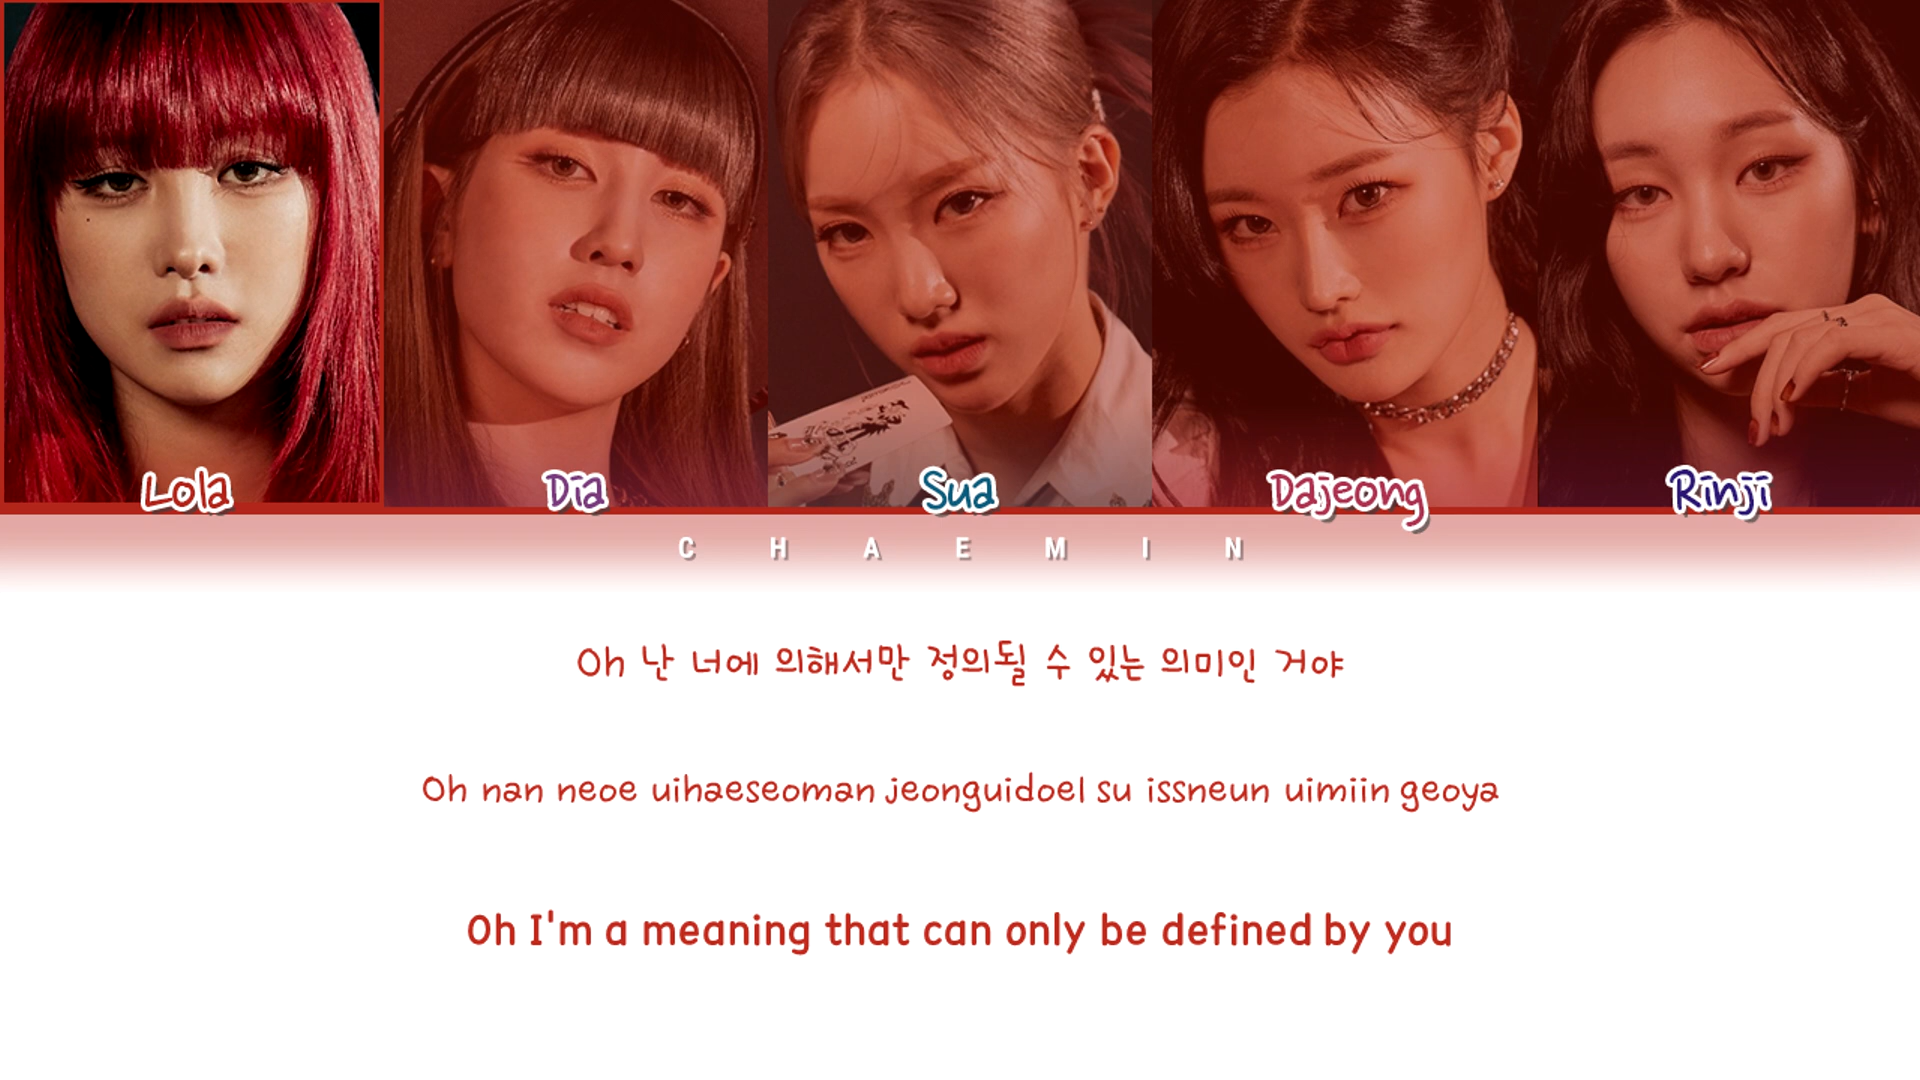 Lola Dia Sua Dajeong Rinji
CHAEMIN
Oh 난 너에 의해서만 정의될 수 있는 의미인 거야
Oh nan neoe uihaeseoman jeonguidoel su issneun uimiin geoya
Oh I'm a meaning that can only be defined by you